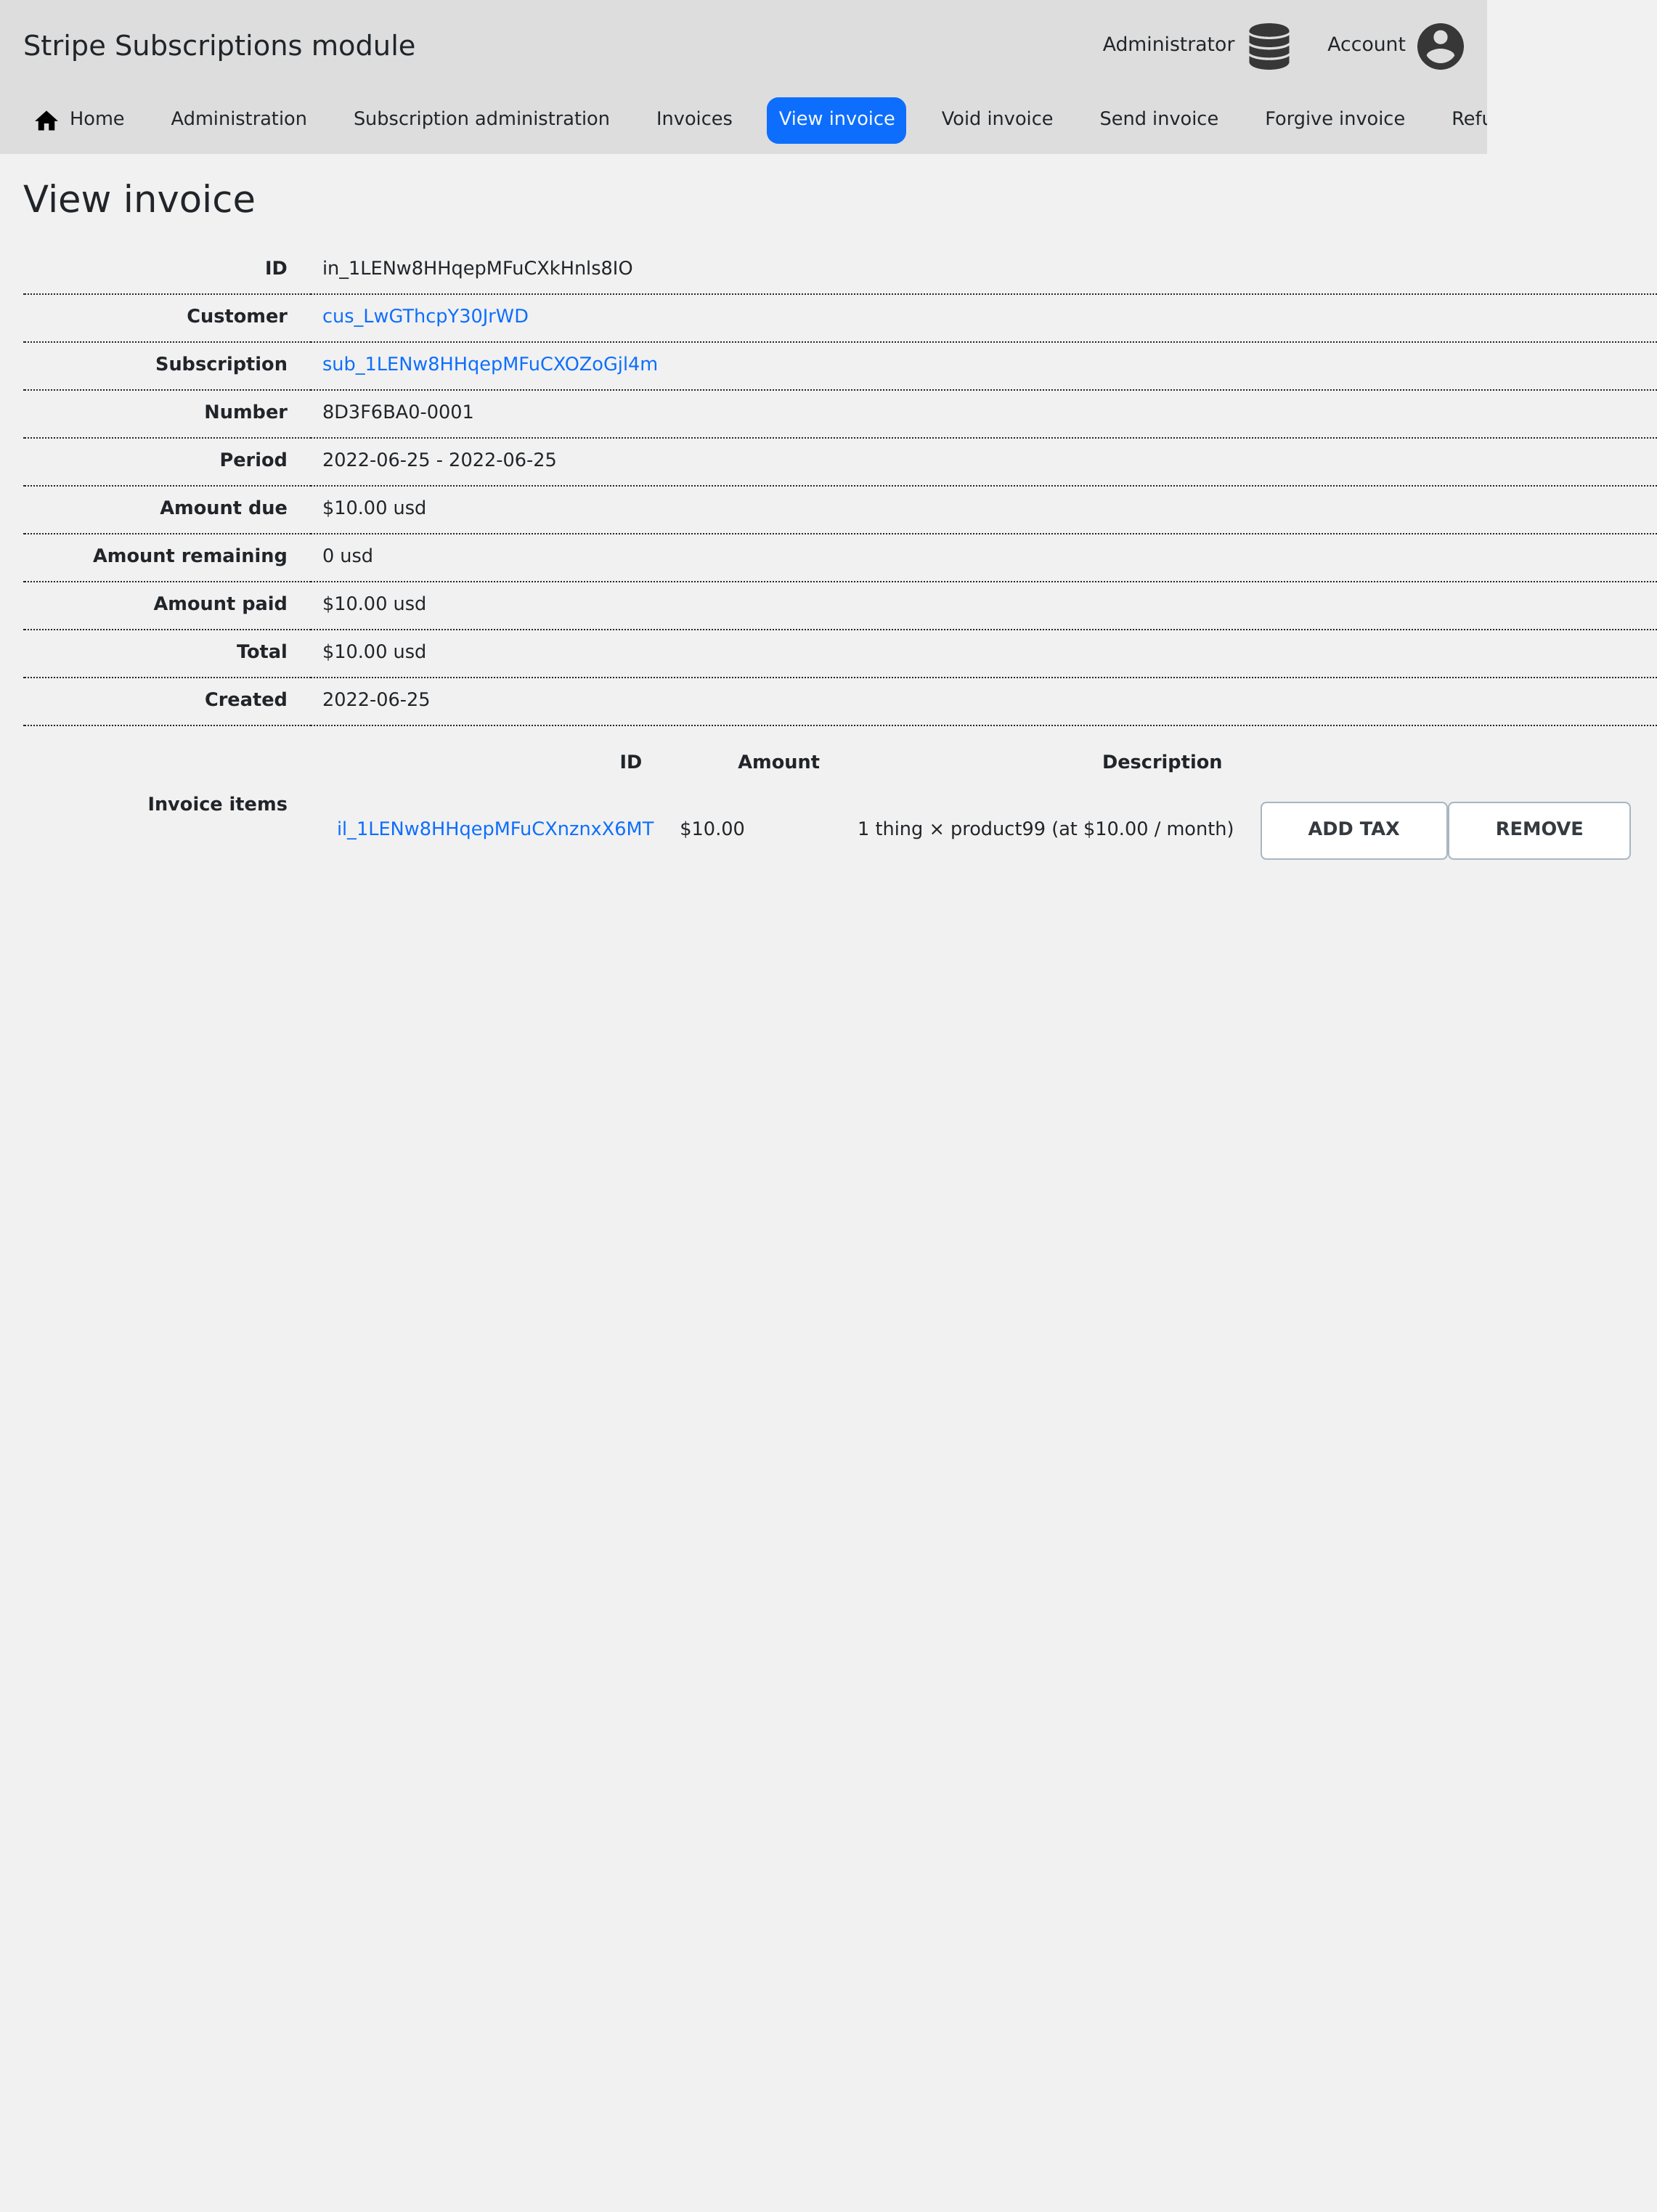 Stripe Subscriptions module
Administrator Account
Home Administration Subscription administration Invoices View invoice Void invoice Send invoice Forgive invoice Refu
View invoice
ID in_1LENw8HHqepMFuCXkHnls8IO
Customer cus_LwGThcpY30JrWD
Subscription sub_1LENw8HHqepMFuCXOZoGjl4m
Number 8D3F6BA0-0001
Period 2022-06-25 - 2022-06-25
Amount due $10.00 usd
Amount remaining 0 usd
Amount paid $10.00 usd
Total $10.00 usd
Created 2022-06-25
ID Amount Description
Invoice items
il_1LENw8HHqepMFuCXnznxX6MT $10.00 1 thing × product99 (at $10.00 / month) ADD TAX REMOVE